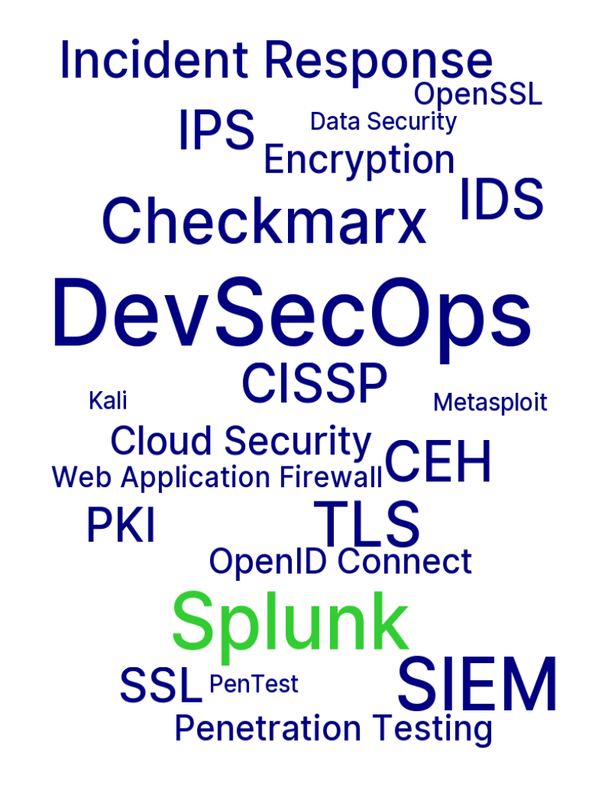 Incident Response
OpenSSL
IPS
Data Security
Encryption
IDS
Checkmarx
DevSecOps
CISSP
Kali
Metasploit
Cloud Security
CEH
Web Application Firewall
PKI
TLS
OpenID Connect
Splunk
SIEM
SSL
PenTest
Penetration Testing